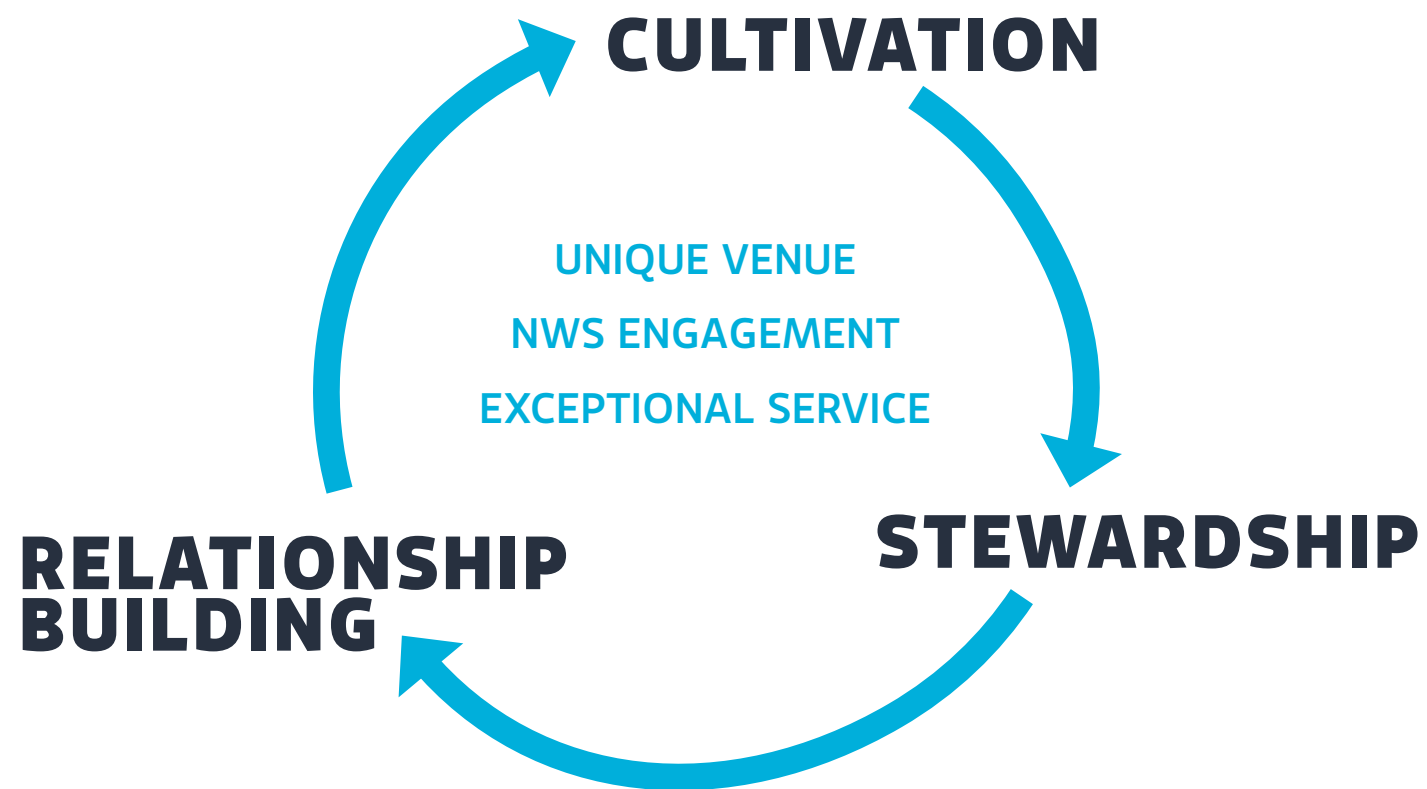 CULTIVATION
UNIQUE VENUE
NWS ENGAGEMENT
EXCEPTIONAL SERVICE
STEWARDSHIP
RELATIONSHIP
BUILDING